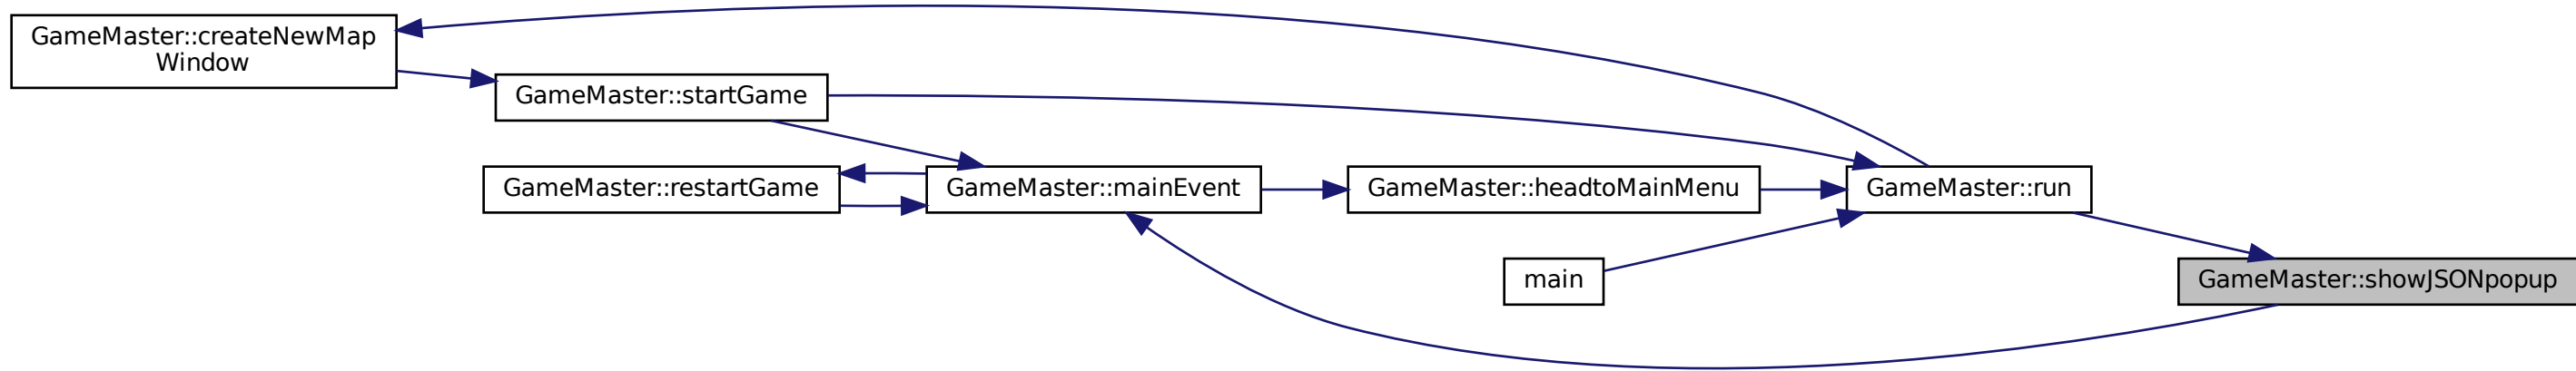 GameMaster::createNewMap
Window
GameMaster::startGame
GameMaster::restartGame
GameMaster::mainEvent
GameMaster::headtoMainMenu
GameMaster::run
main
GameMaster::showJSONpopup